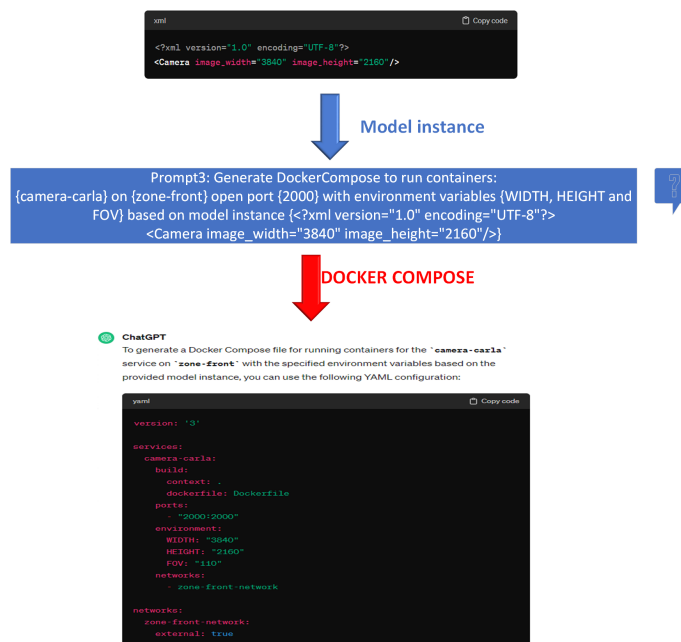 xml
Copy code
<?xml version="1.0" encoding="UTF-8"?>
<Camera image_width="3840" image_height="2160"/>
Model instance
Prompt3: Generate DockerCompose to run containers:
{camera-carla} on {zone-front} open port {2000} with environment variables {WIDTH, HEIGHT and
FOV} based on model instance {<?xml version="1.0" encoding="UTF-8"?>
<Camera image_width="3840" image_height="2160"/>}
DOCKER COMPOSE
ChatGPT
To generate a Docker Compose file for running containers for the `camera-carla`
service on `zone-front` with the specified environment variables based on the
provided model instance, you can use the following YAML configuration:
yaml
Copy code
version: '3'
services:
camera-carla:
build:
context: .
dockerfile: Dockerfile
ports:
- "2000:2000"
environment:
WIDTH: "3840"
HEIGHT: "2160"
FOV: "110"
networks:
- zone-front-network
networks:
zone-front-network:
external: true